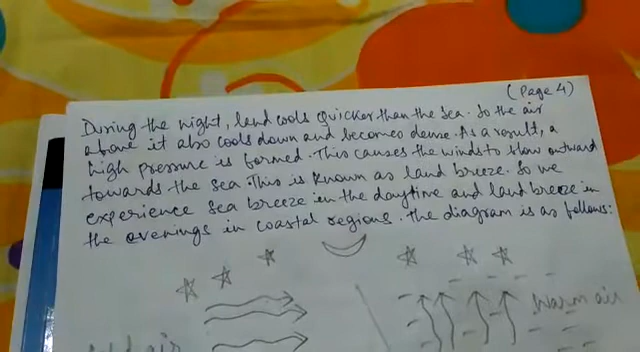 (Page 4)
During the night, land cools quicker than the sea. So the air
above it also cools down and becomes dense. As a result, a
high pressure is formed. This causes the winds to blow outward
towards the sea. This is known as land breeze. So we
experience sea breeze in the daytime and land breeze in
the evenings in coastal regions. The diagram is as follows:
Warm air
air